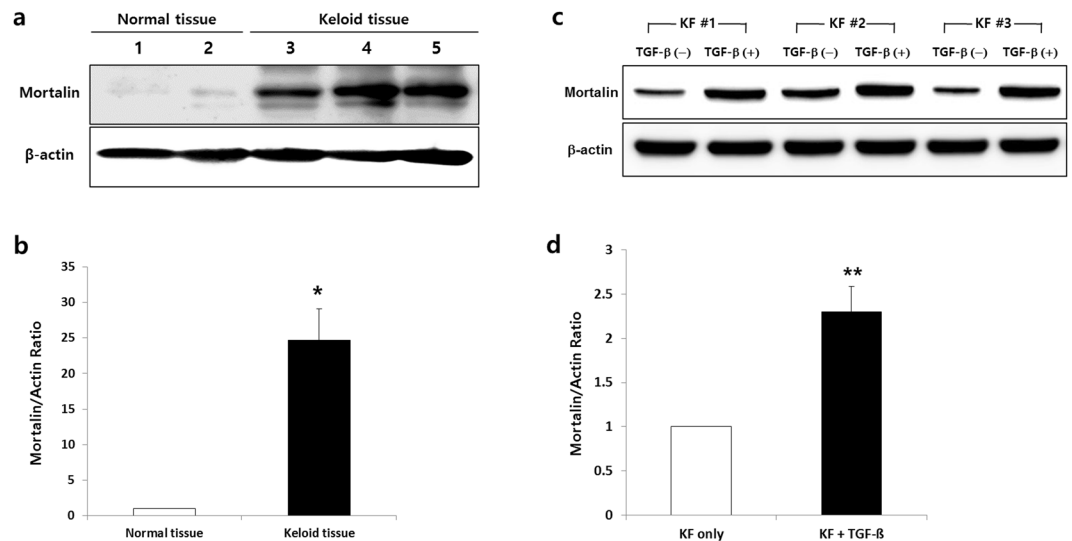 a
Normal tissue Keloid tissue
1 2 3 4 5
Mortalin
β-actin
b
Mortalin/Actin Ratio
35
30
25
20
15
10
5
0
*
Normal tissue Keloid tissue
c
KF #1 KF #2 KF #3
TGF-β (−) TGF-β (+) TGF-β (−) TGF-β (+) TGF-β (−) TGF-β (+)
Mortalin
β-actin
d
Mortalin/Actin Ratio
3
2.5
2
1.5
1
0.5
0
**
KF only KF + TGF-ß